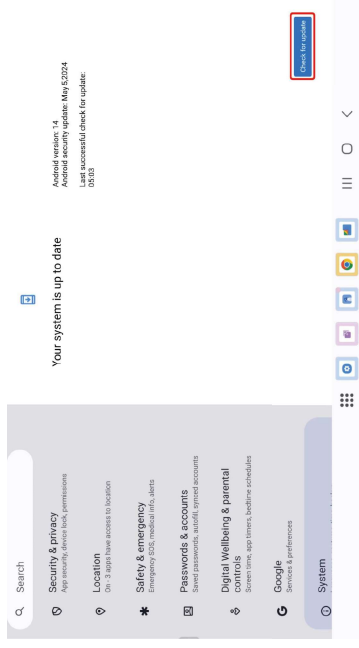 Search
Security & privacy
App security, device lock, permissions
Location
On - 3 apps have access to location
Safety & emergency
Emergency SOS, medical info, alerts
Passwords & accounts
Saved passwords, autofill, synced accounts
Digital Wellbeing & parental
controls
Screen time, app timers, bedtime schedules
Google
Services & preferences
System
Your system is up to date
Android version: 14
Android security update: May 5,2024
Last successful check for update:
05:03
Check for update